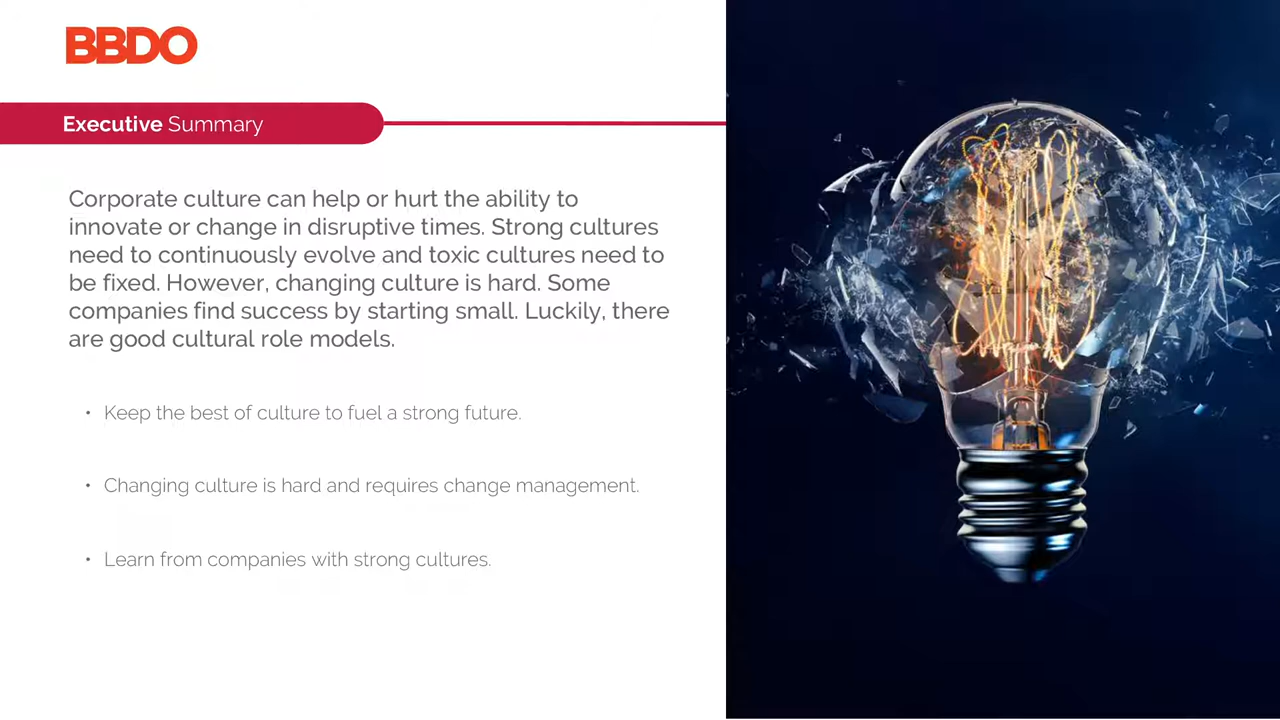 BBDO
Executive Summary
Corporate culture can help or hurt the ability to
innovate or change in disruptive times. Strong cultures
need to continuously evolve and toxic cultures need to
be fixed. However, changing culture is hard. Some
companies find success by starting small. Luckily, there
are good cultural role models.
• Keep the best of culture to fuel a strong future.
• Changing culture is hard and requires change management.
• Learn from companies with strong cultures.